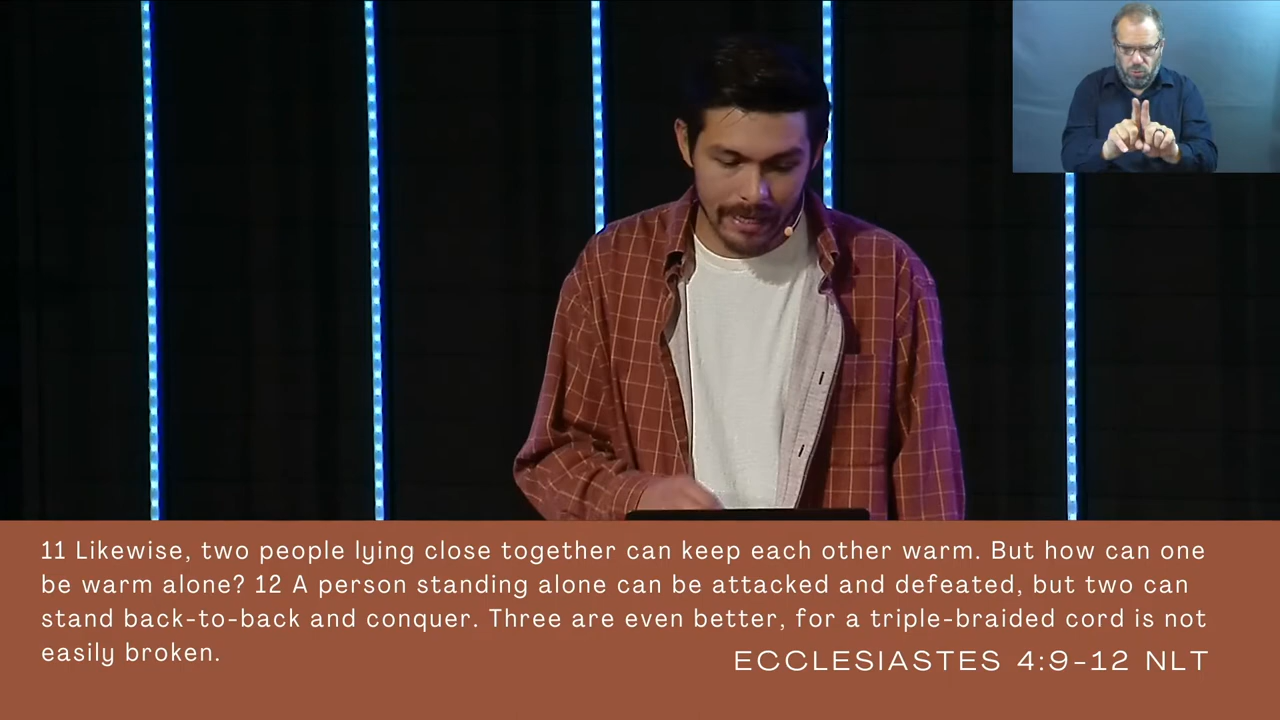 11 Likewise, two people lying close together can keep each other warm. But how can one
be warm alone? 12 A person standing alone can be attacked and defeated, but two can
stand back-to-back and conquer. Three are even better, for a triple-braided cord is not
easily broken.
ECCLESIASTES 4:9-12 NLT